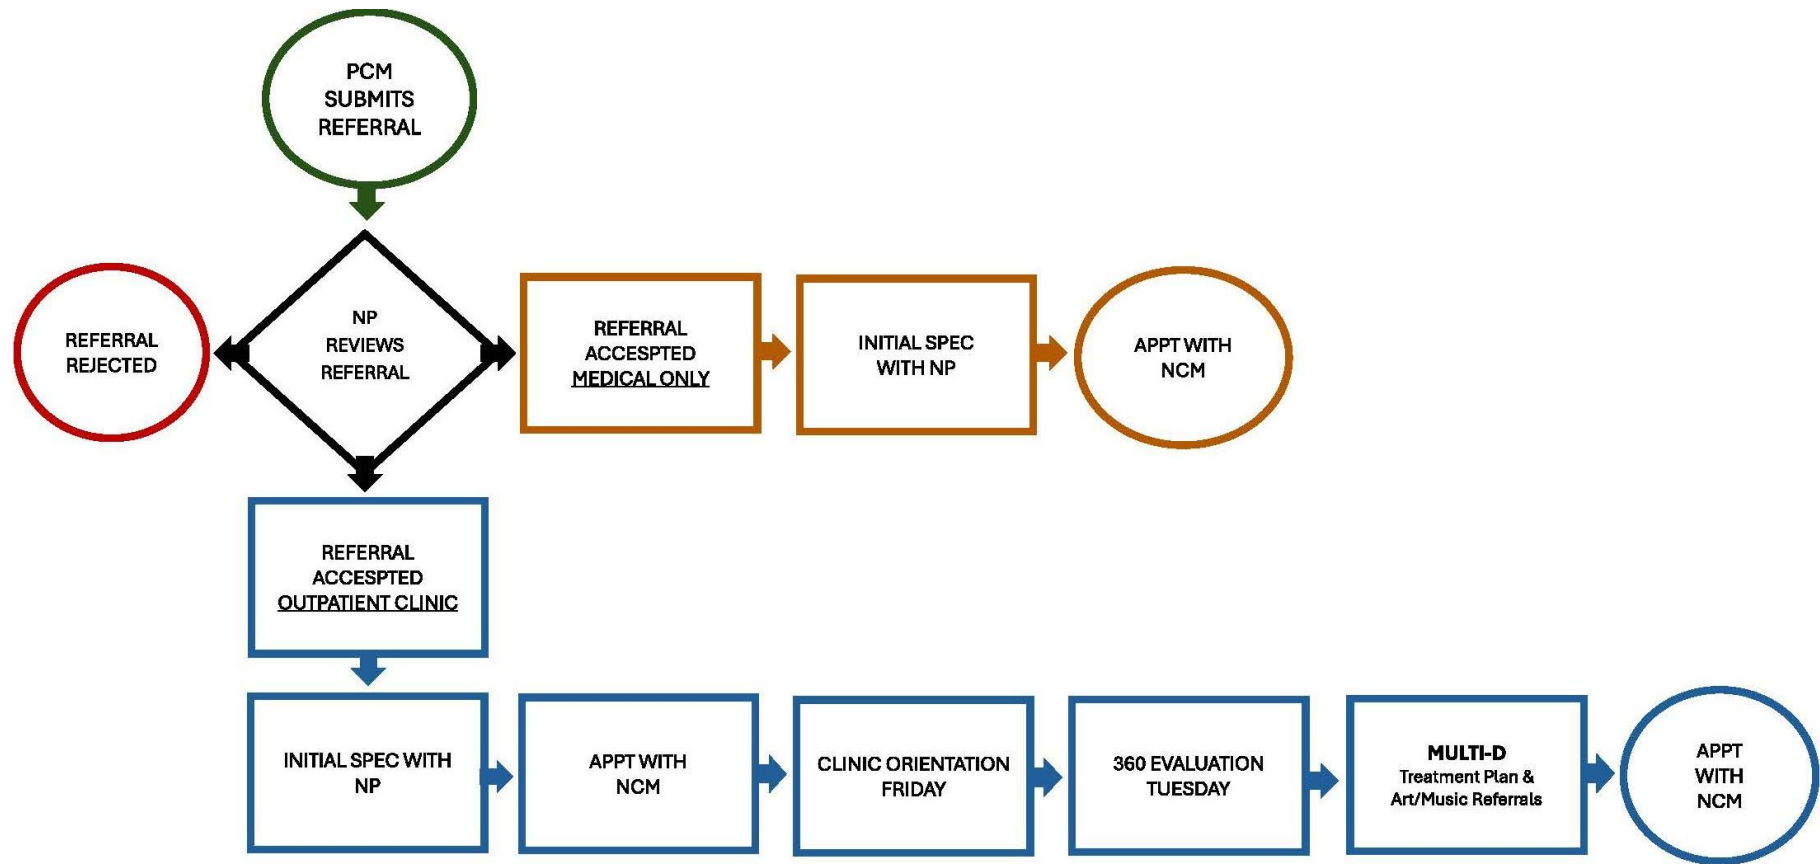 PCM
SUBMITS
REFERRAL
REFERRAL
REJECTED
NP
REVIEWS
REFERRAL
REFERRAL
ACCESPTED
MEDICAL ONLY
INITIAL SPEC
WITH NP
APPT WITH
NCM
REFERRAL
ACCESPTED
OUTPATIENT CLINIC
INITIAL SPEC WITH
NP
APPT WITH
NCM
CLINIC ORIENTATION
FRIDAY
360 EVALUATION
TUESDAY
MULTI-D
Treatment Plan &
Art/Music Referrals
APPT
WITH
NCM